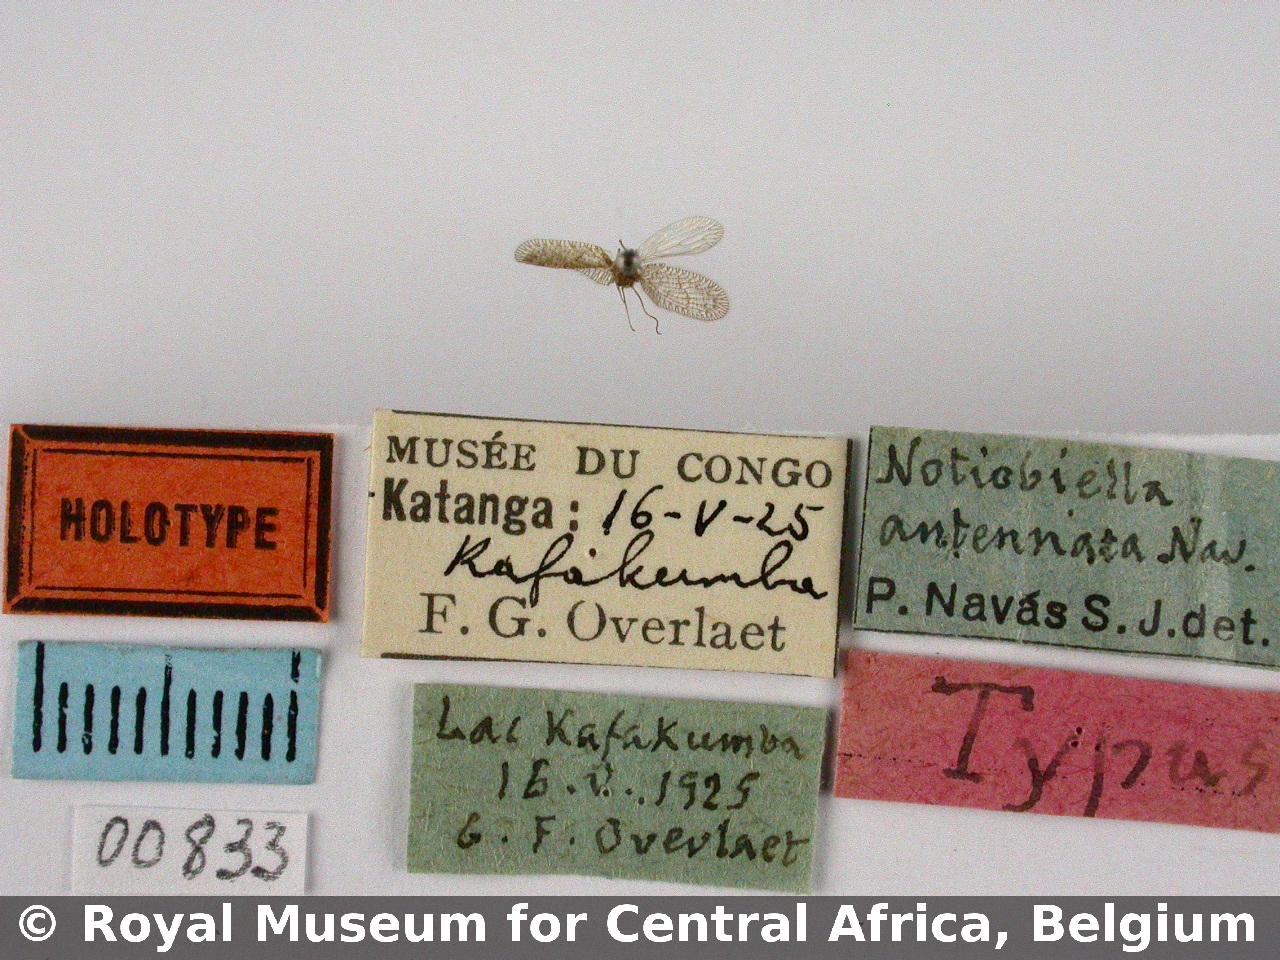 HOLOTYPE
MUSÉE DU CONGO
Katanga: 16-V-25
Kafakumba
F. G. Overlaet
Notiobiella
antennata Nav.
P. Navás S. J. det.
Lac Kafakumba
16.V.1925
G. F. Overlaet
Typus
00833
© Royal Museum for Central Africa, Belgium